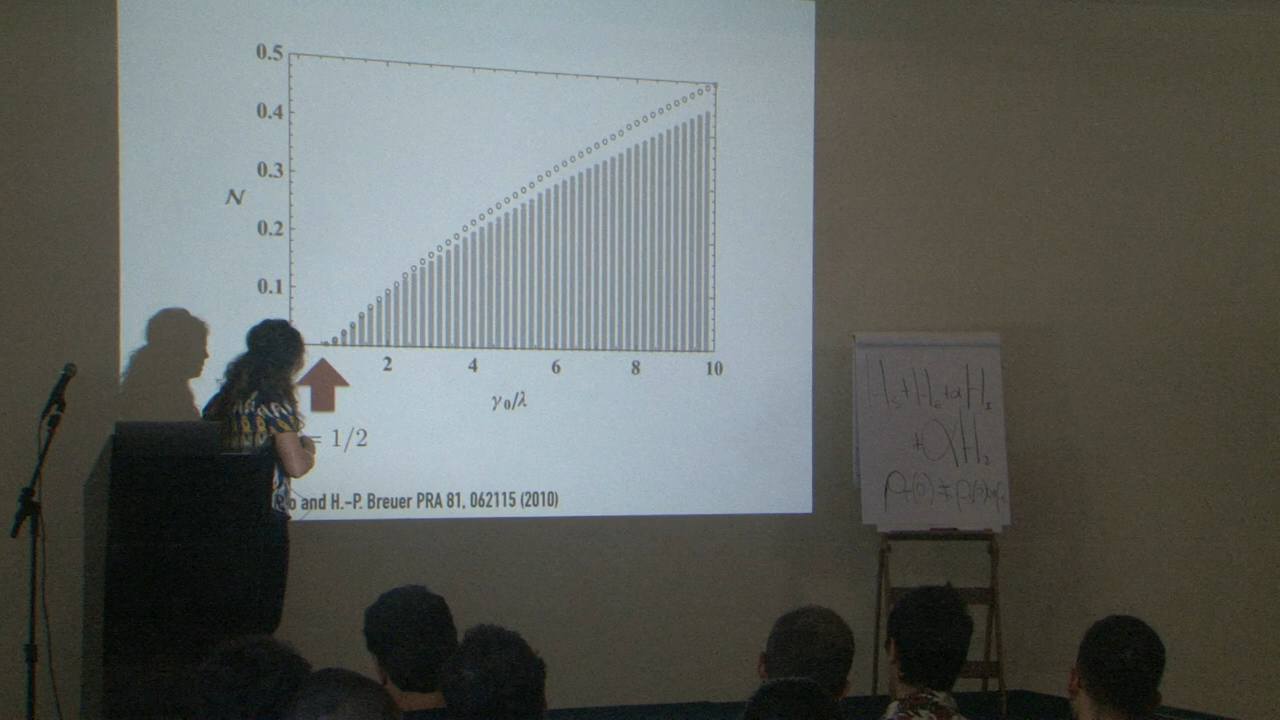 0.5
0.4
0.3
N
0.2
0.1
2 4 6 8 10
γ₀/λ
= 1/2
o and H.-P. Breuer PRA 81, 062115 (2010)
+αH₂